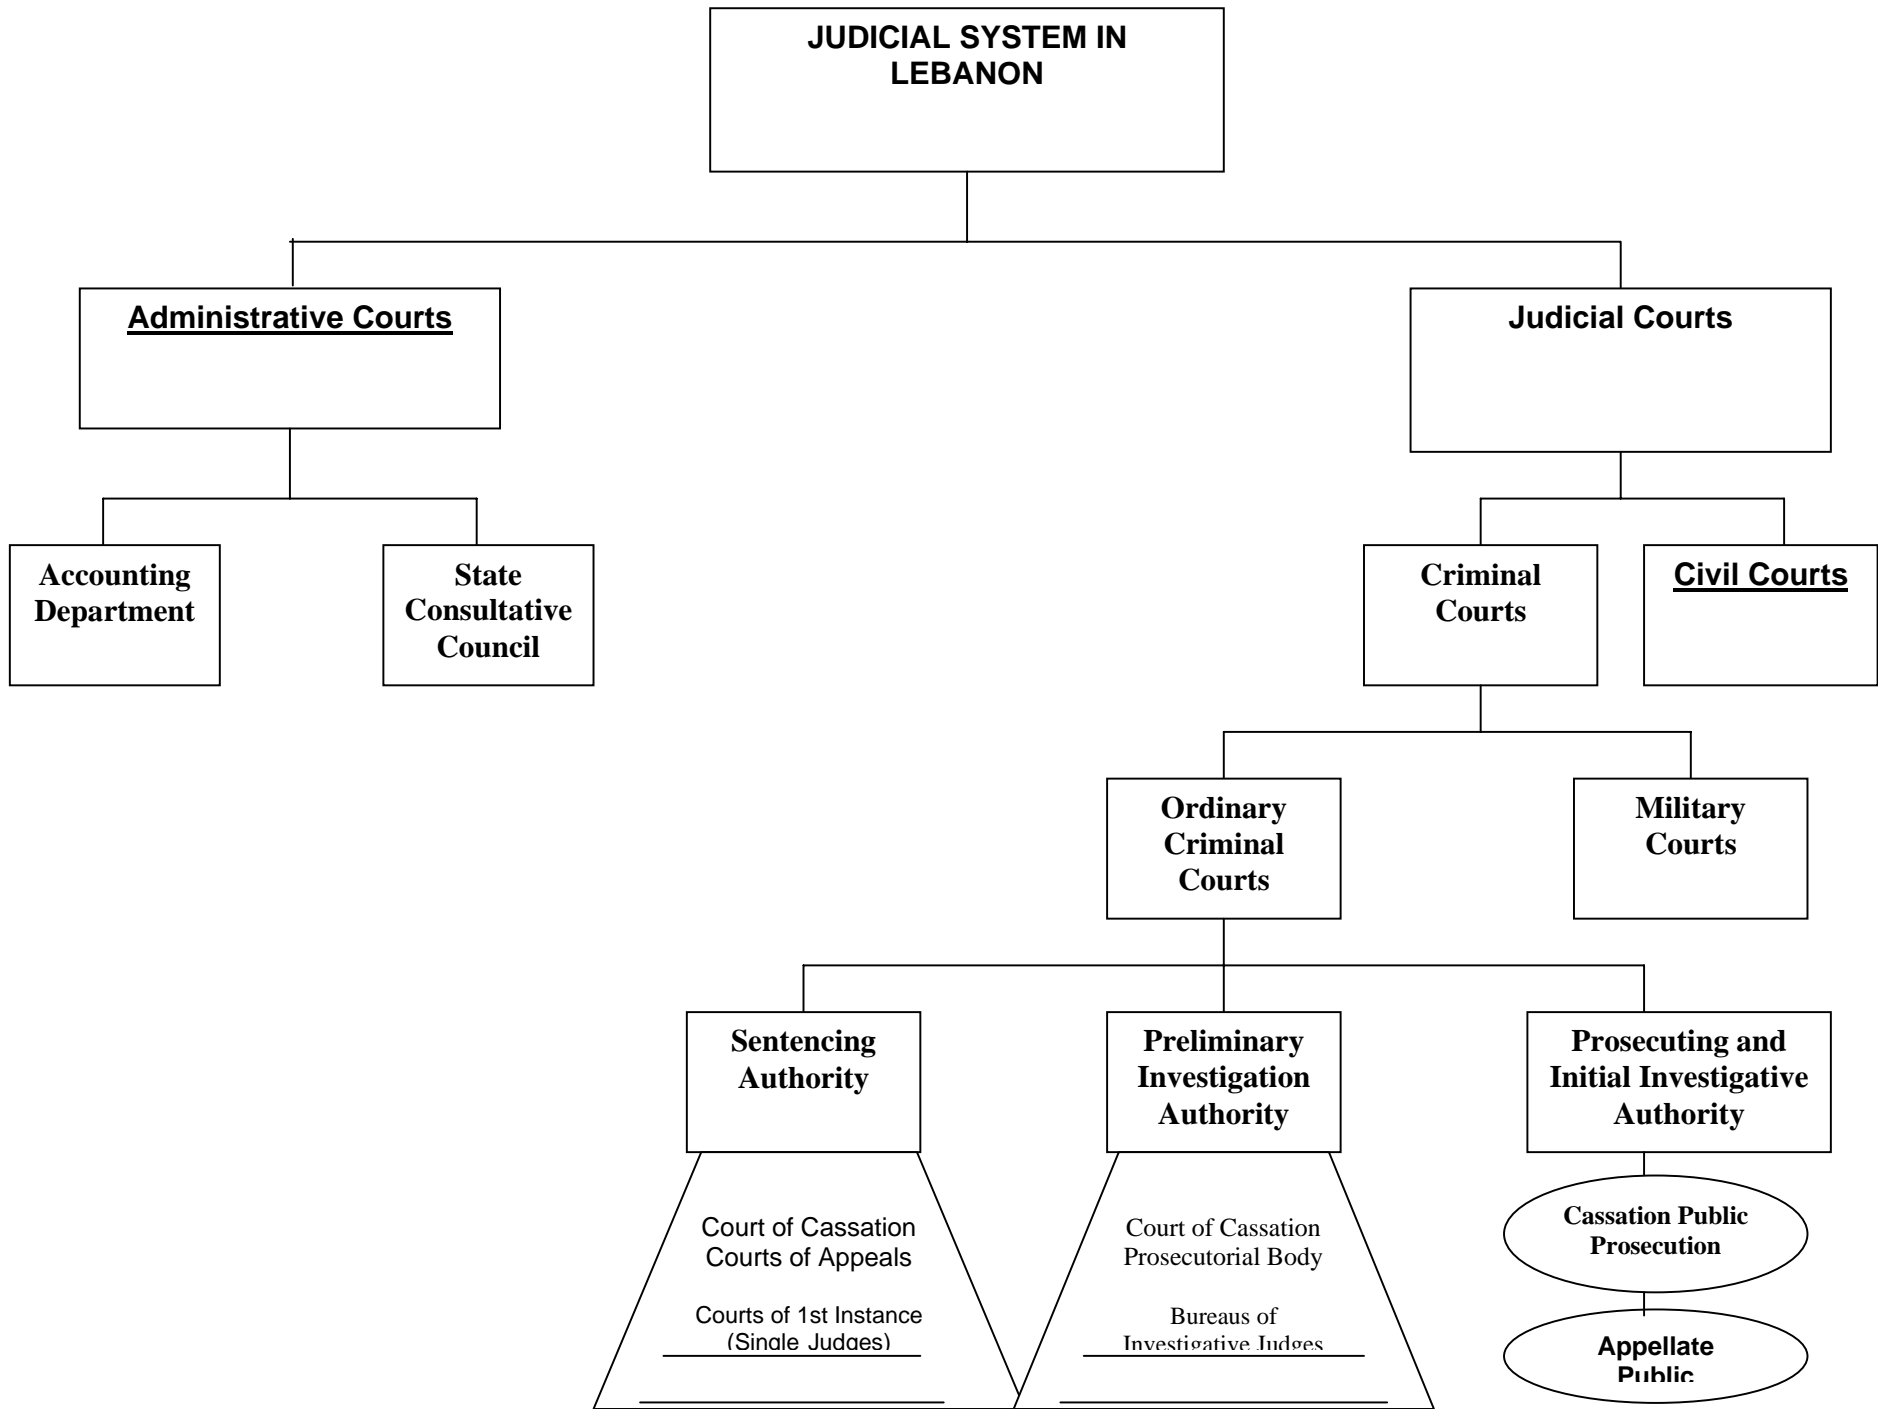 JUDICIAL SYSTEM IN
LEBANON
Administrative Courts
Judicial Courts
Accounting
Department
State
Consultative
Council
Criminal
Courts
Civil Courts
Ordinary
Criminal
Courts
Military
Courts
Sentencing
Authority
Preliminary
Investigation
Authority
Prosecuting and
Initial Investigative
Authority
Court of Cassation
Courts of Appeals
Courts of 1st Instance
(Single Judges)
Court of Cassation
Prosecutorial Body
Bureaus of
Investigative Judges
Cassation Public
Prosecution
Appellate
Public